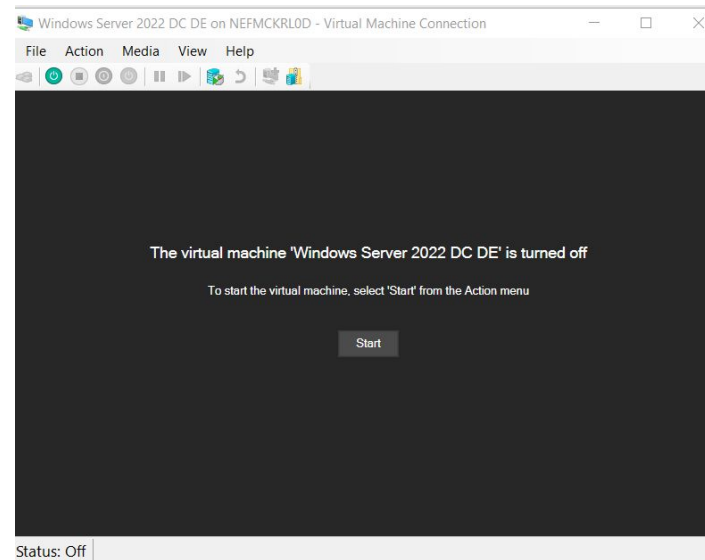 Windows Server 2022 DC DE on NEFMCKRL0D - Virtual Machine Connection
File Action Media View Help
The virtual machine 'Windows Server 2022 DC DE' is turned off
To start the virtual machine, select 'Start' from the Action menu
Start
Status: Off